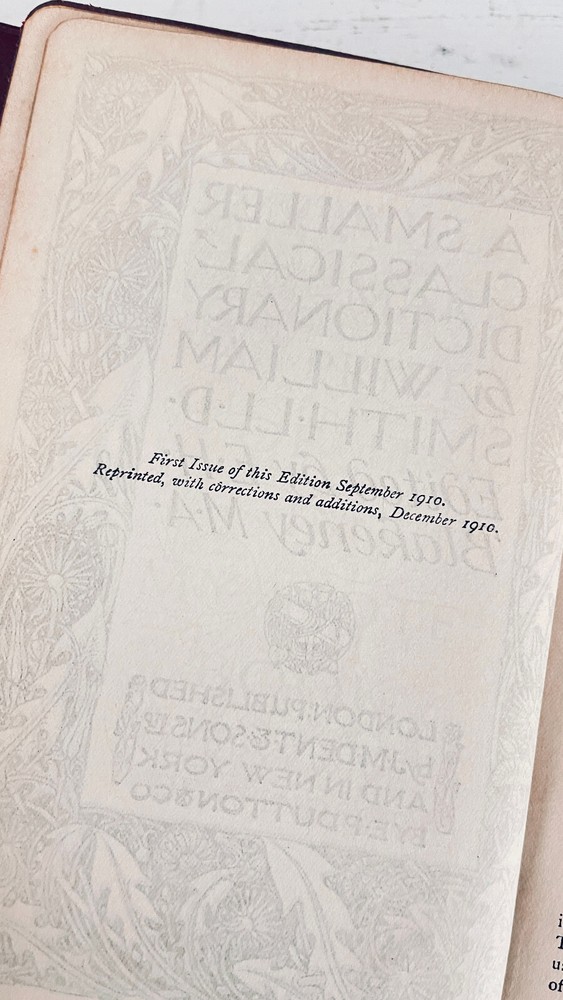 A SMALLER
CLASSICAL
DICTIONARY
by WILLIAM
SMITH·LL·D·
First Issue of this Edition September 1910.
Reprinted, with corrections and additions, December 1910.
Blakeney M·A·
LONDON·PUBLISHED
by J·M·DENT·&·SONS LTD
AND IN NEW YORK
BY E·P·DUTTON & CO
i
T
of